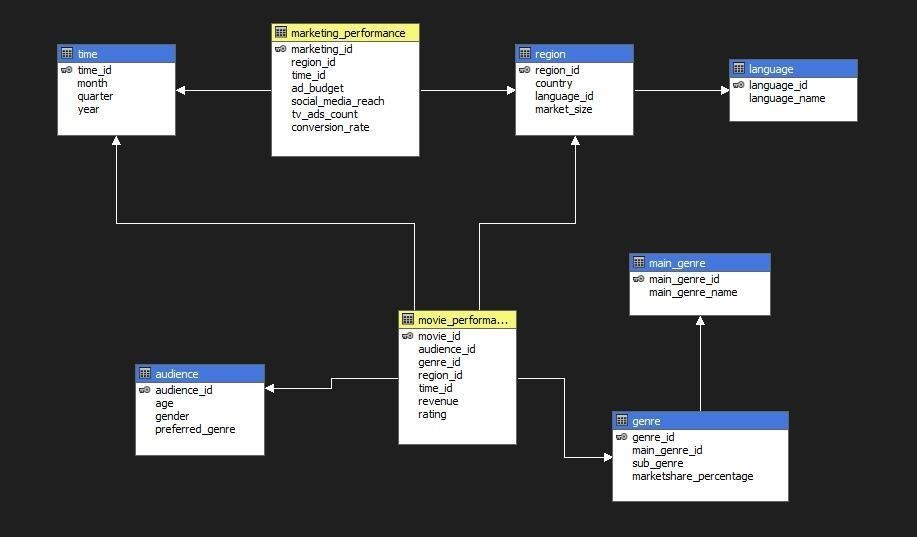 time
time_id
month
quarter
year
marketing_performance
marketing_id
region_id
time_id
ad_budget
social_media_reach
tv_ads_count
conversion_rate
region
region_id
country
language_id
market_size
language
language_id
language_name
main_genre
main_genre_id
main_genre_name
movie_performa...
movie_id
audience_id
genre_id
region_id
time_id
revenue
rating
audience
audience_id
age
gender
preferred_genre
genre
genre_id
main_genre_id
sub_genre
marketshare_percentage